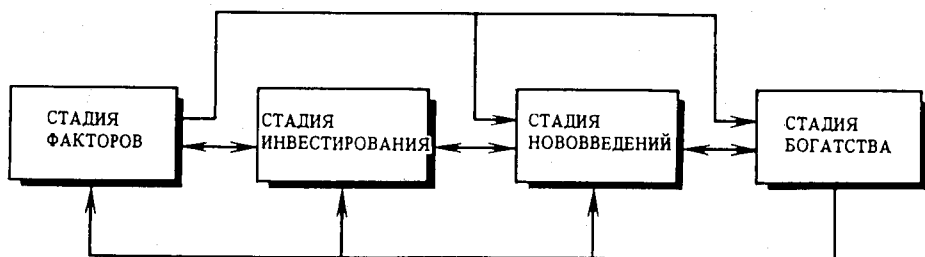 СТАДИЯ
ФАКТОРОВ
СТАДИЯ
ИНВЕСТИРОВАНИЯ
СТАДИЯ
НОВОВВЕДЕНИЙ
СТАДИЯ
БОГАТСТВА